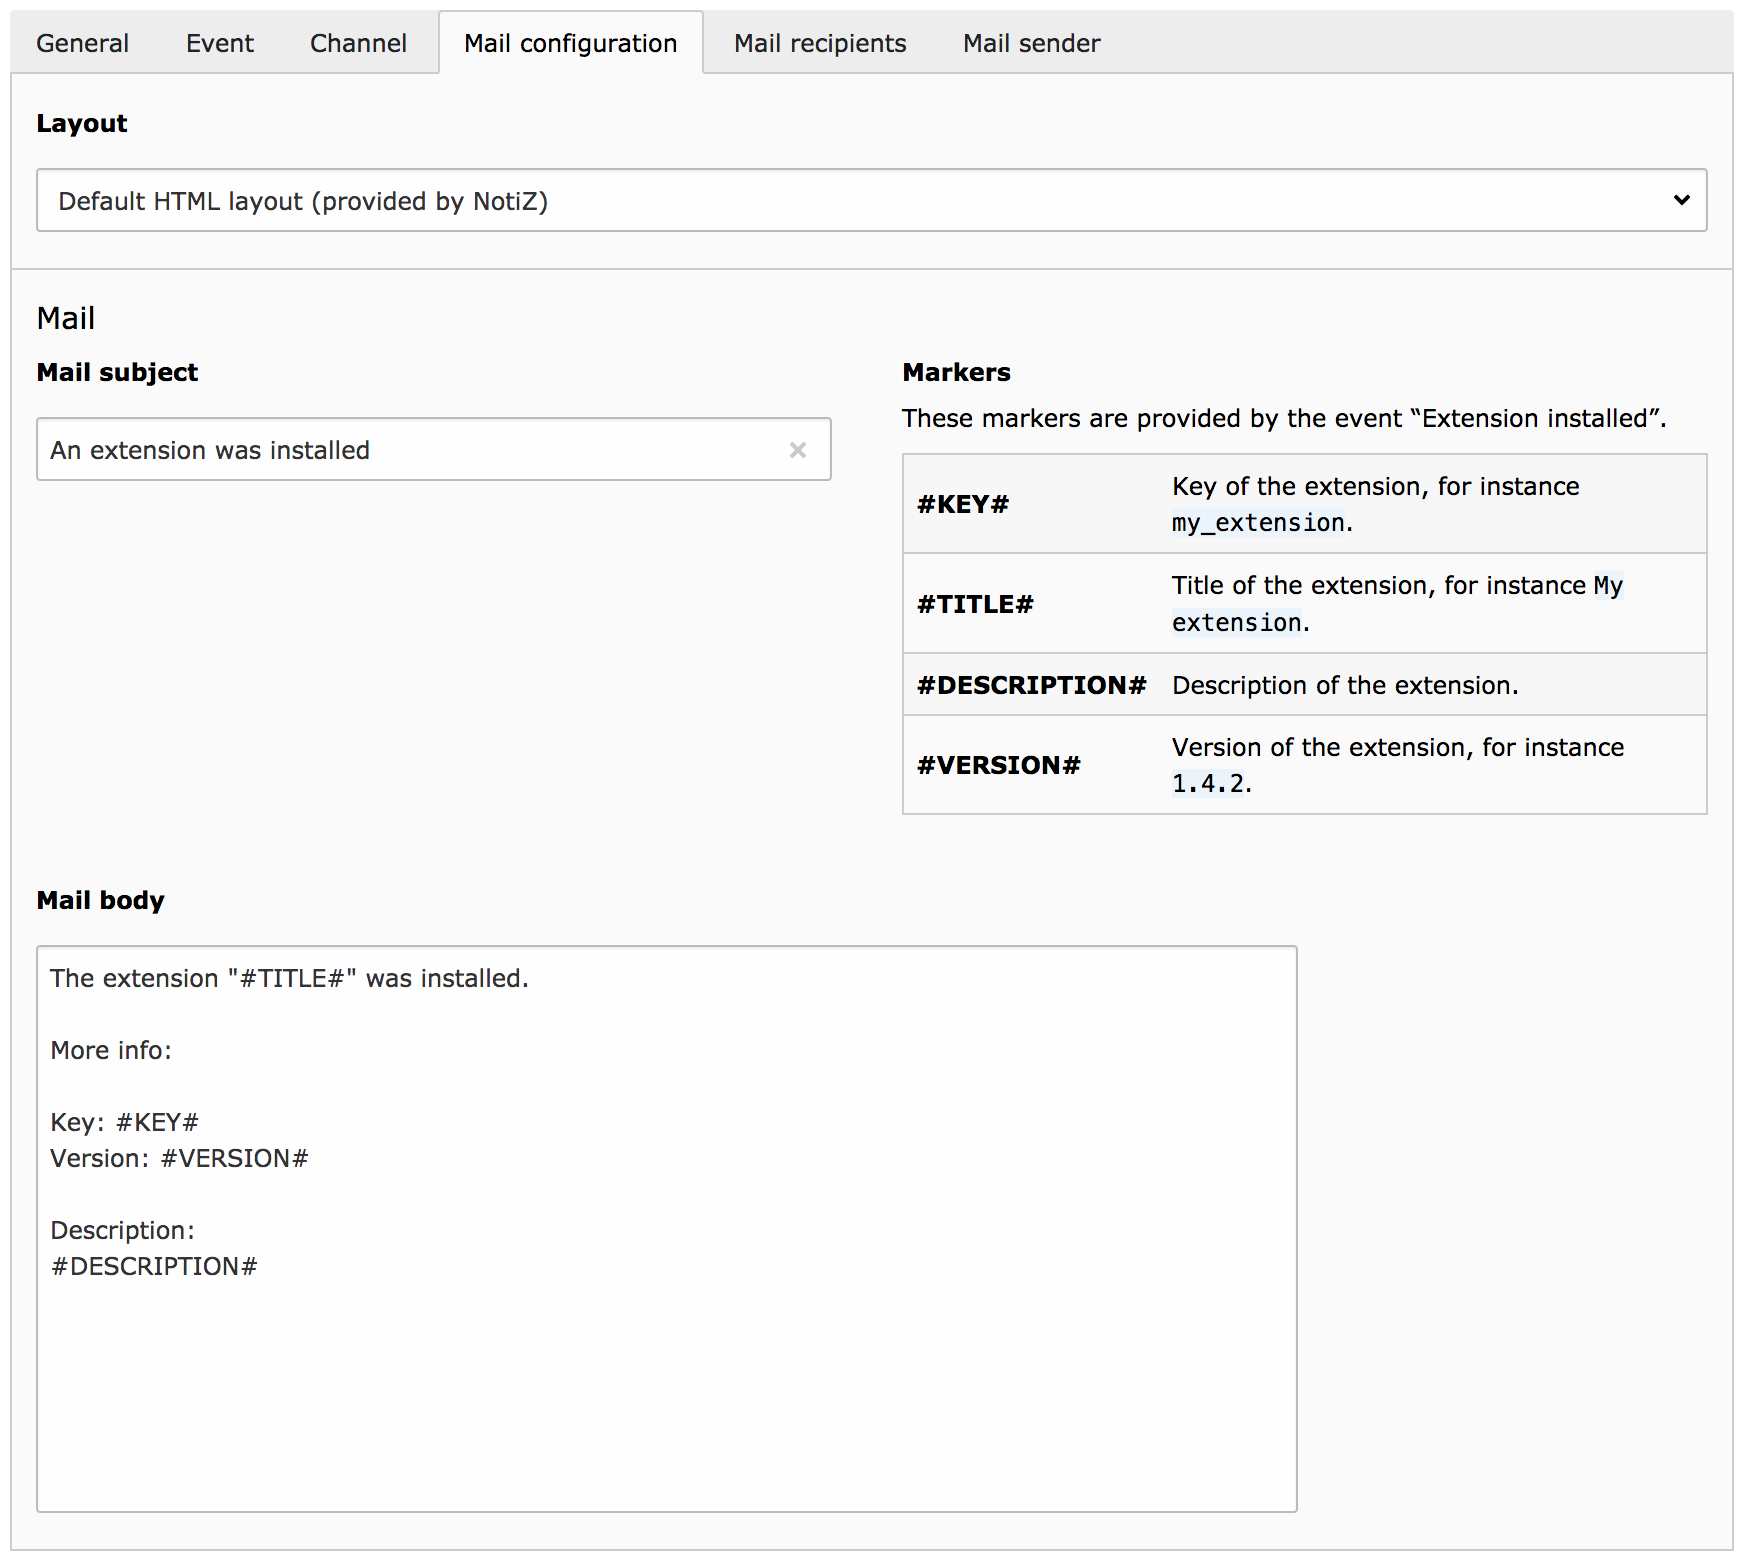 General
Event
Channel
Mail configuration
Mail recipients
Mail sender
Layout
Default HTML layout (provided by NotiZ)
Mail
Mail subject
An extension was installed
Markers
These markers are provided by the event “Extension installed”.
#KEY#
Key of the extension, for instance
my_extension.
#TITLE#
Title of the extension, for instance My
extension.
#DESCRIPTION#
Description of the extension.
#VERSION#
Version of the extension, for instance
1.4.2.
Mail body
The extension "#TITLE#" was installed.
More info:
Key: #KEY#
Version: #VERSION#
Description:
#DESCRIPTION#